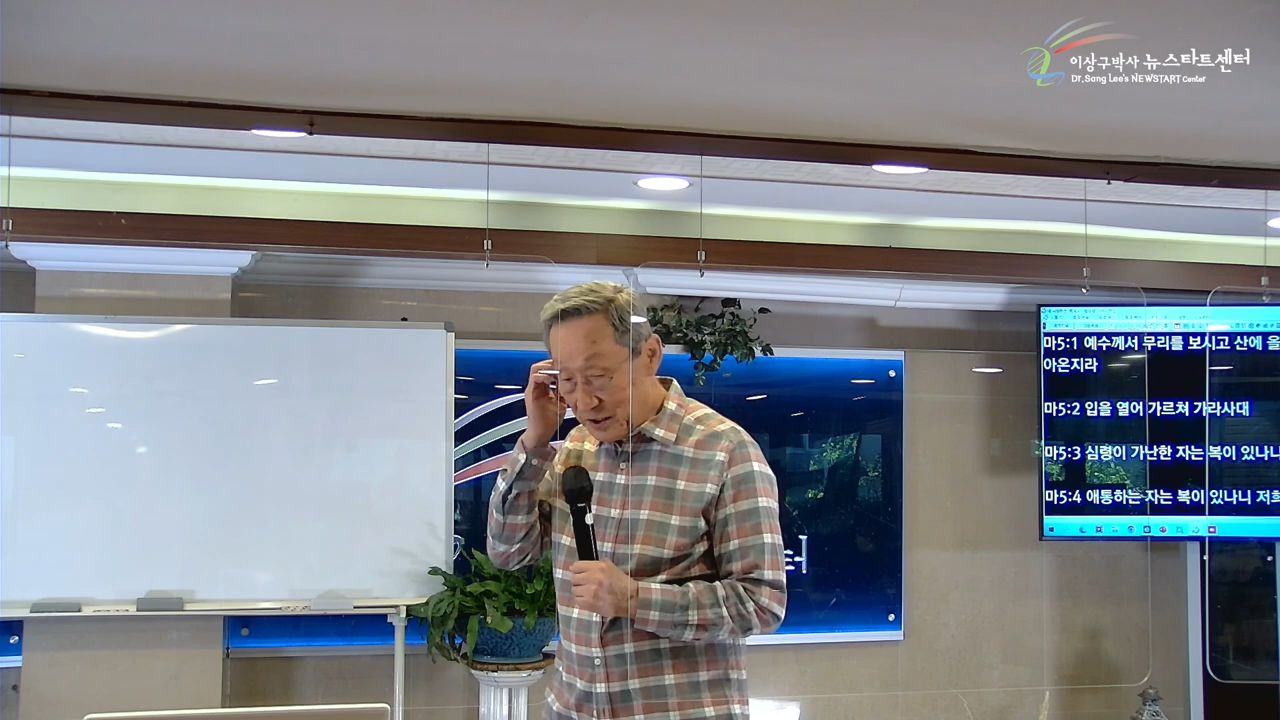 이상구박사 뉴스타트센터
Dr. Sang Lee's NEWSTART Center
마5:1 예수께서 무리를 보시고 산에 올
아온지라
마5:2 입을 열어 가르쳐 가라사대
마5:3 심령이 가난한 자는 복이 있나니
마5:4 애통하는 자는 복이 있나니 저희
터